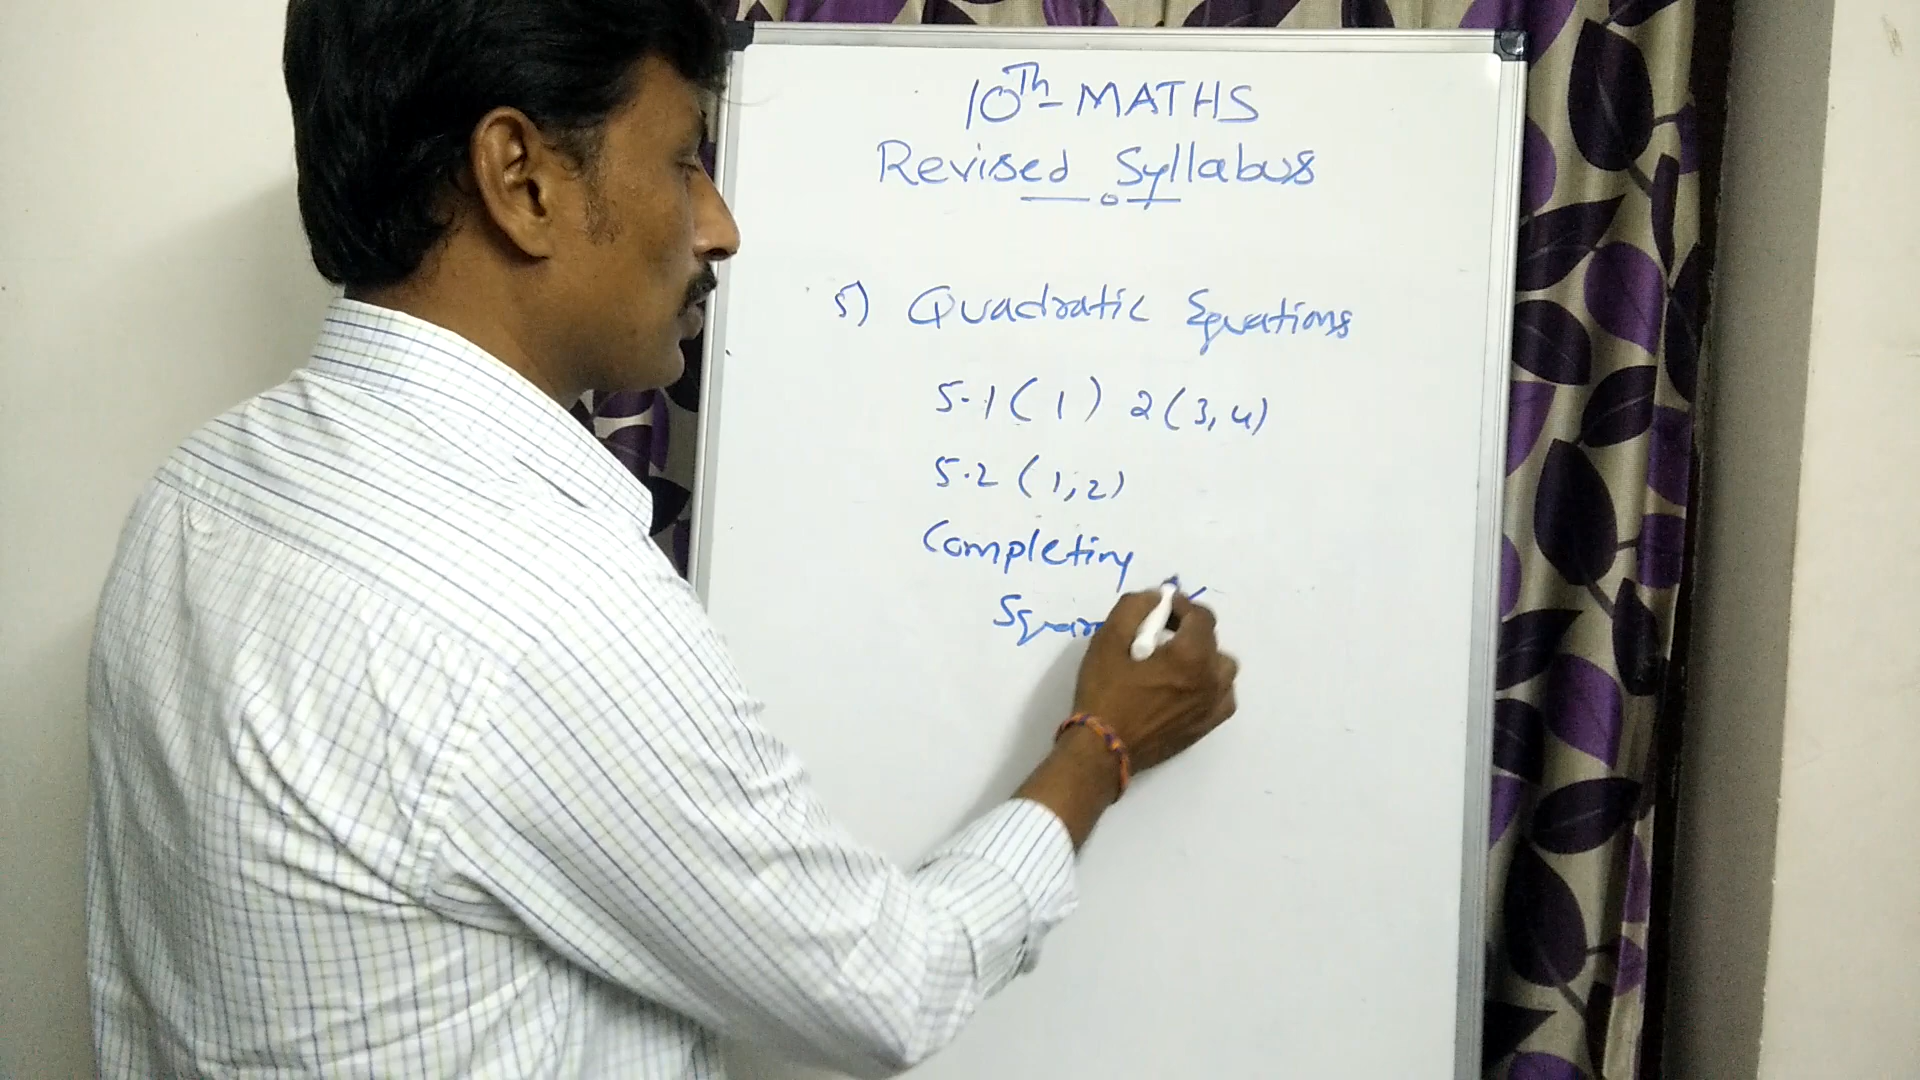 10Th-MATHS
Revised Syllabus
5) Quadratic Equations
5.1 ( 1 ) 2 ( 3, 4 )
5.2 ( 1, 2 )
Completing